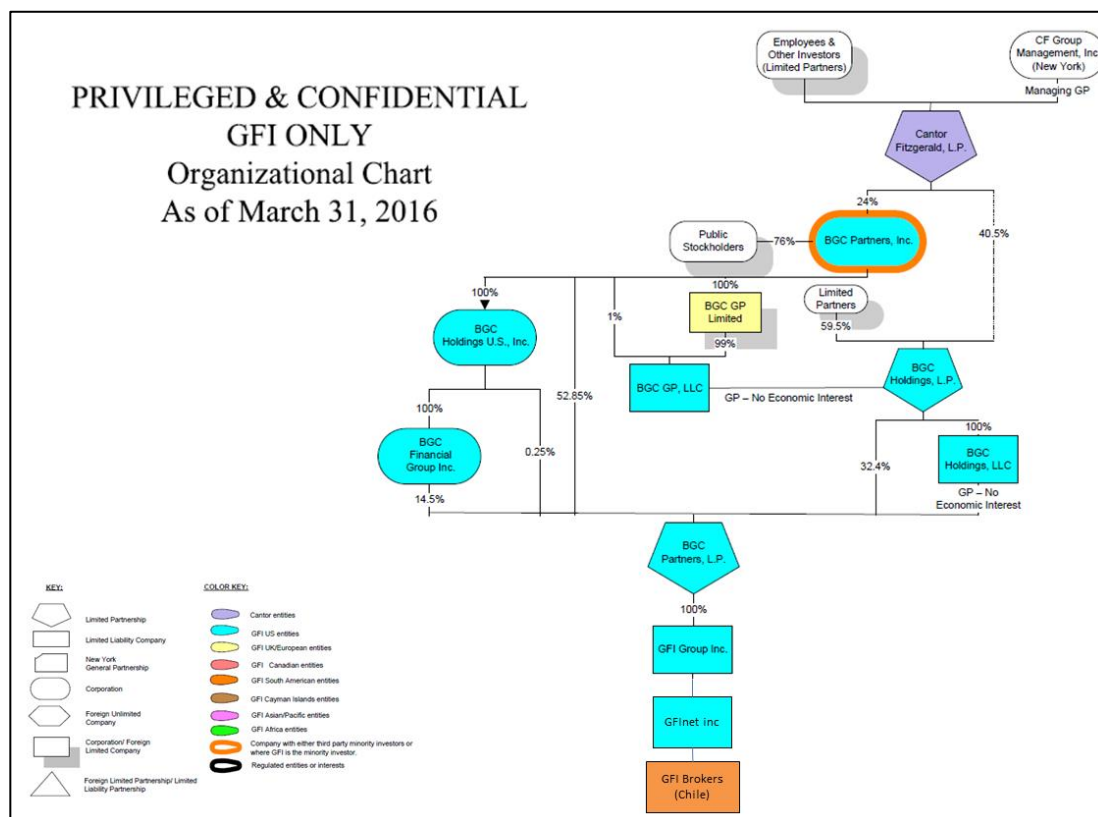 PRIVILEGED & CONFIDENTIAL
GFI ONLY
Organizational Chart
As of March 31, 2016
Employees &
Other Investors
(Limited Partners)
CF Group
Management, Inc
(New York)
Managing GP
Cantor
Fitzgerald, L.P.
24%
40.5%
Public
Stockholders
76%
BGC Partners, Inc.
100%
100%
BGC GP
Limited
Limited
Partners
59.5%
1%
99%
BGC
Holdings U.S., Inc.
BGC GP, LLC
GP – No Economic Interest
BGC
Holdings, L.P.
52.85%
100%
0.25%
32.4%
100%
BGC
Financial
Group Inc.
BGC
Holdings, LLC
14.5%
GP – No
Economic Interest
BGC
Partners, L.P.
100%
GFI Group Inc.
GFInet inc
GFI Brokers
(Chile)
KEY:
Limited Partnership
Limited Liability Company
New York
General Partnership
Corporation
Foreign Unlimited
Company
Corporation/ Foreign
Limited Company
Foreign Limited Partnership/ Limited
Liability Partnership
COLOR KEY:
Cantor entities
GFI US entities
GFI UK/European entities
GFI Canadian entities
GFI South American entities
GFI Cayman Islands entities
GFI Asian/Pacific entities
GFI Africa entities
Company with either third party minority investors or
where GFI is the minority investor.
Regulated entities or interests